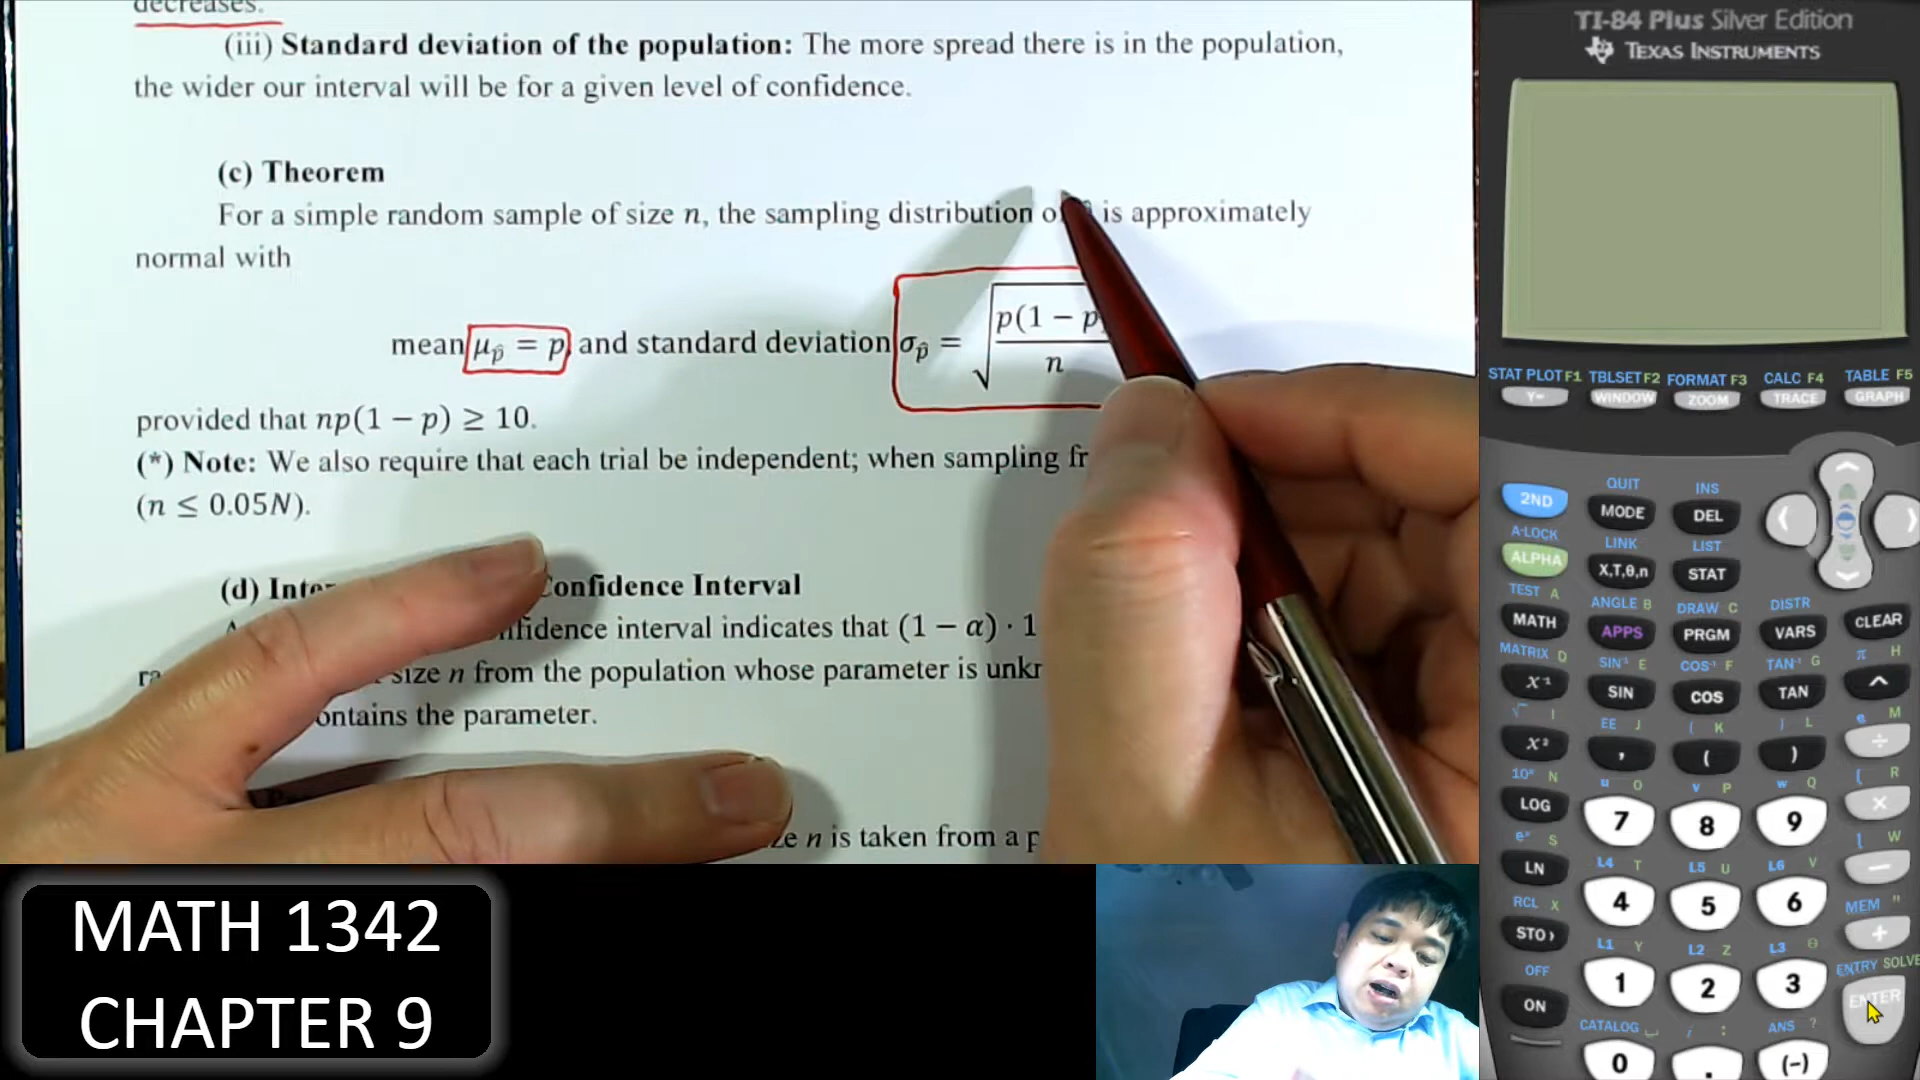 decreases.
(iii) Standard deviation of the population: The more spread there is in the population,
the wider our interval will be for a given level of confidence.
(c) Theorem
For a simple random sample of size n, the sampling distribution is approximately
normal with
mean μ_p̂ = p, and standard deviation σ_p̂ = √(p(1 − p)/n)
provided that np(1 − p) ≥ 10.
(*) Note: We also require that each trial be independent; when sampling fr
(n ≤ 0.05N).
(d) Confidence Interval
confidence interval indicates that (1 − α) · 1
size n from the population whose parameter is unkn
contains the parameter.
n is taken from a p
MATH 1342
CHAPTER 9
TI-84 Plus Silver Edition
TEXAS INSTRUMENTS
STAT PLOT F1 TBLSET F2 FORMAT F3 CALC F4 TABLE F5
Y= WINDOW ZOOM TRACE GRAPH
QUIT INS
2ND MODE DEL
A-LOCK LINK LIST
ALPHA X,T,θ,n STAT
TEST A ANGLE B DRAW C DISTR
MATH APPS PRGM VARS CLEAR
MATRIX D SIN⁻¹ E COS⁻¹ F TAN⁻¹ G π H
X⁻¹ SIN COS TAN ^
√ I EE J { K } L e M
X² , ( ) ÷
10ˣ N u O v P w Q [ R
LOG 7 8 9 ×
eˣ S L4 T L5 U L6 V ] W
LN 4 5 6 −
RCL X L1 Y L2 Z L3 θ MEM "
STO› 1 2 3 +
OFF CATALOG i : ANS ? ENTRY SOLVE
ON 0 . (-) ENTER